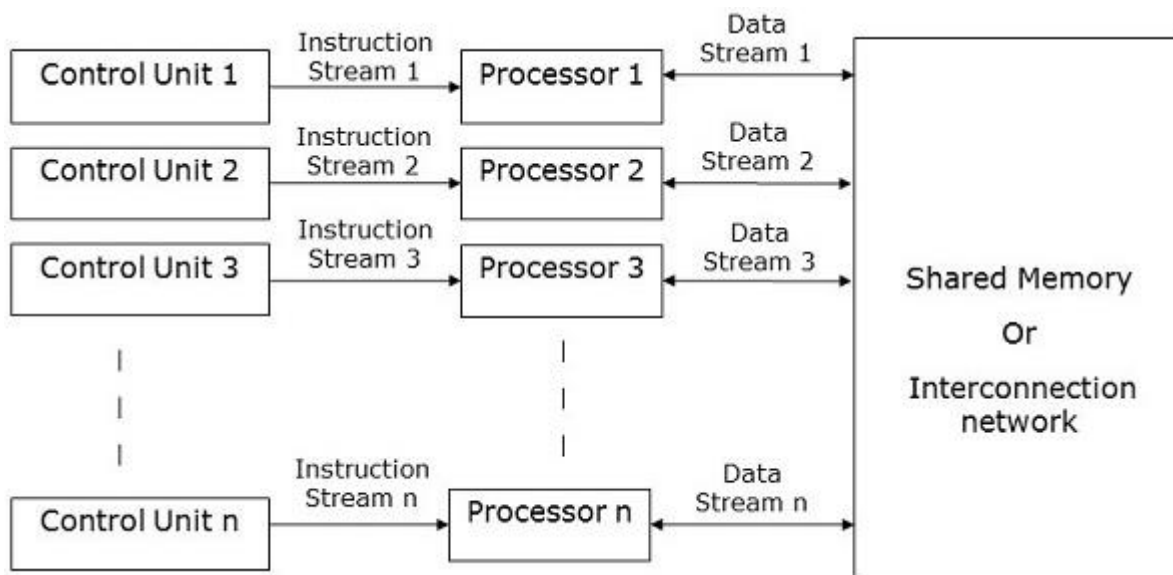 Control Unit 1
Instruction
Stream 1
Processor 1
Data
Stream 1
Control Unit 2
Instruction
Stream 2
Processor 2
Data
Stream 2
Control Unit 3
Instruction
Stream 3
Processor 3
Data
Stream 3
Shared Memory
Or
Interconnection
network
Control Unit n
Instruction
Stream n
Processor n
Data
Stream n